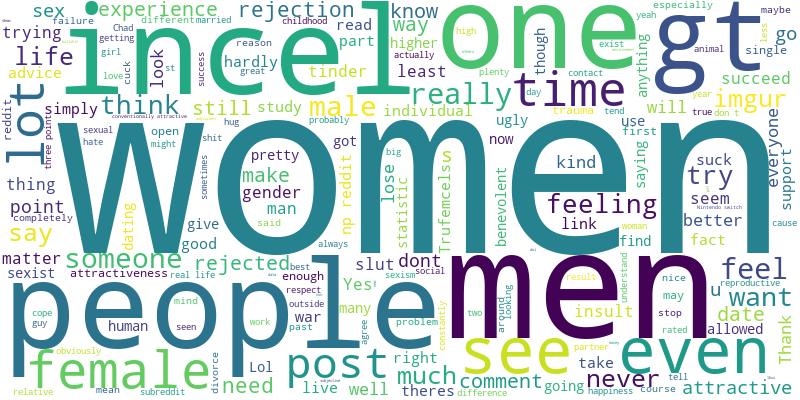 sex
experience
rejection
know
incel
one
gt
especially
yeah
maybe
failure
different
married
Chad
childhood
trying
getting
girl
read
way
go
reddit
life
love
cuck
look
st
reason
hardly
great
success
part
higher
actually
tinder
high
plenty
exist
though
less
single
animal
advice
least
contact
anything
succeed
everyone
lot
simply
think
still
study
male
individual
really
time
day
year
imgur
will
true
don t
three points
conventionally attractive
sexual
hate
open
might
shit
hug
probably
ugly
trauma
tend
use
first
support
women
sometimes
pretty
make
gender
man
got
now
big
lose
statistic
s
Trufemcels
benevolent
kind
feeling
link
saying
suck
try
seem
better
Nintendo switch
cause
thing
point
completely
say
dating
give
good
said
np reddit
always
woman
find
fact
matter
someone
rejected
sexist
attractiveness
real life
slut
dont
Yes
sexism
people
men
understand
feel
reproductive
nice
u
want
may
stop
date
allowed
rated
Thank
cope
guy
human
seen
mind
best
enough
respect
outside
war
past
many
agree
social
constantly
problem
around
looking
two
result
insult
see
even
female
work
post
Lol
need
divorce
obviously
relative
mean
subreddit
live
well
right
theres
much
comment
going
difference
take
partner
never
happiness
tell
course
attractive
subjective